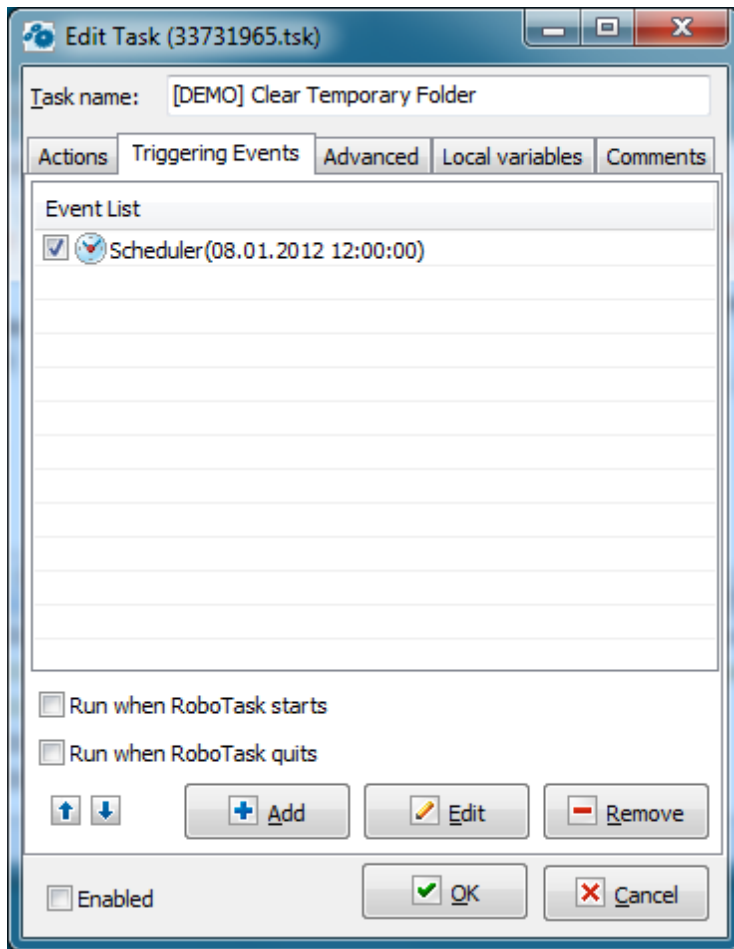 Edit Task (33731965.tsk)
Task name: [DEMO] Clear Temporary Folder
Actions Triggering Events Advanced Local variables Comments
Event List
Scheduler(08.01.2012 12:00:00)
Run when RoboTask starts
Run when RoboTask quits
Add Edit Remove
Enabled OK Cancel